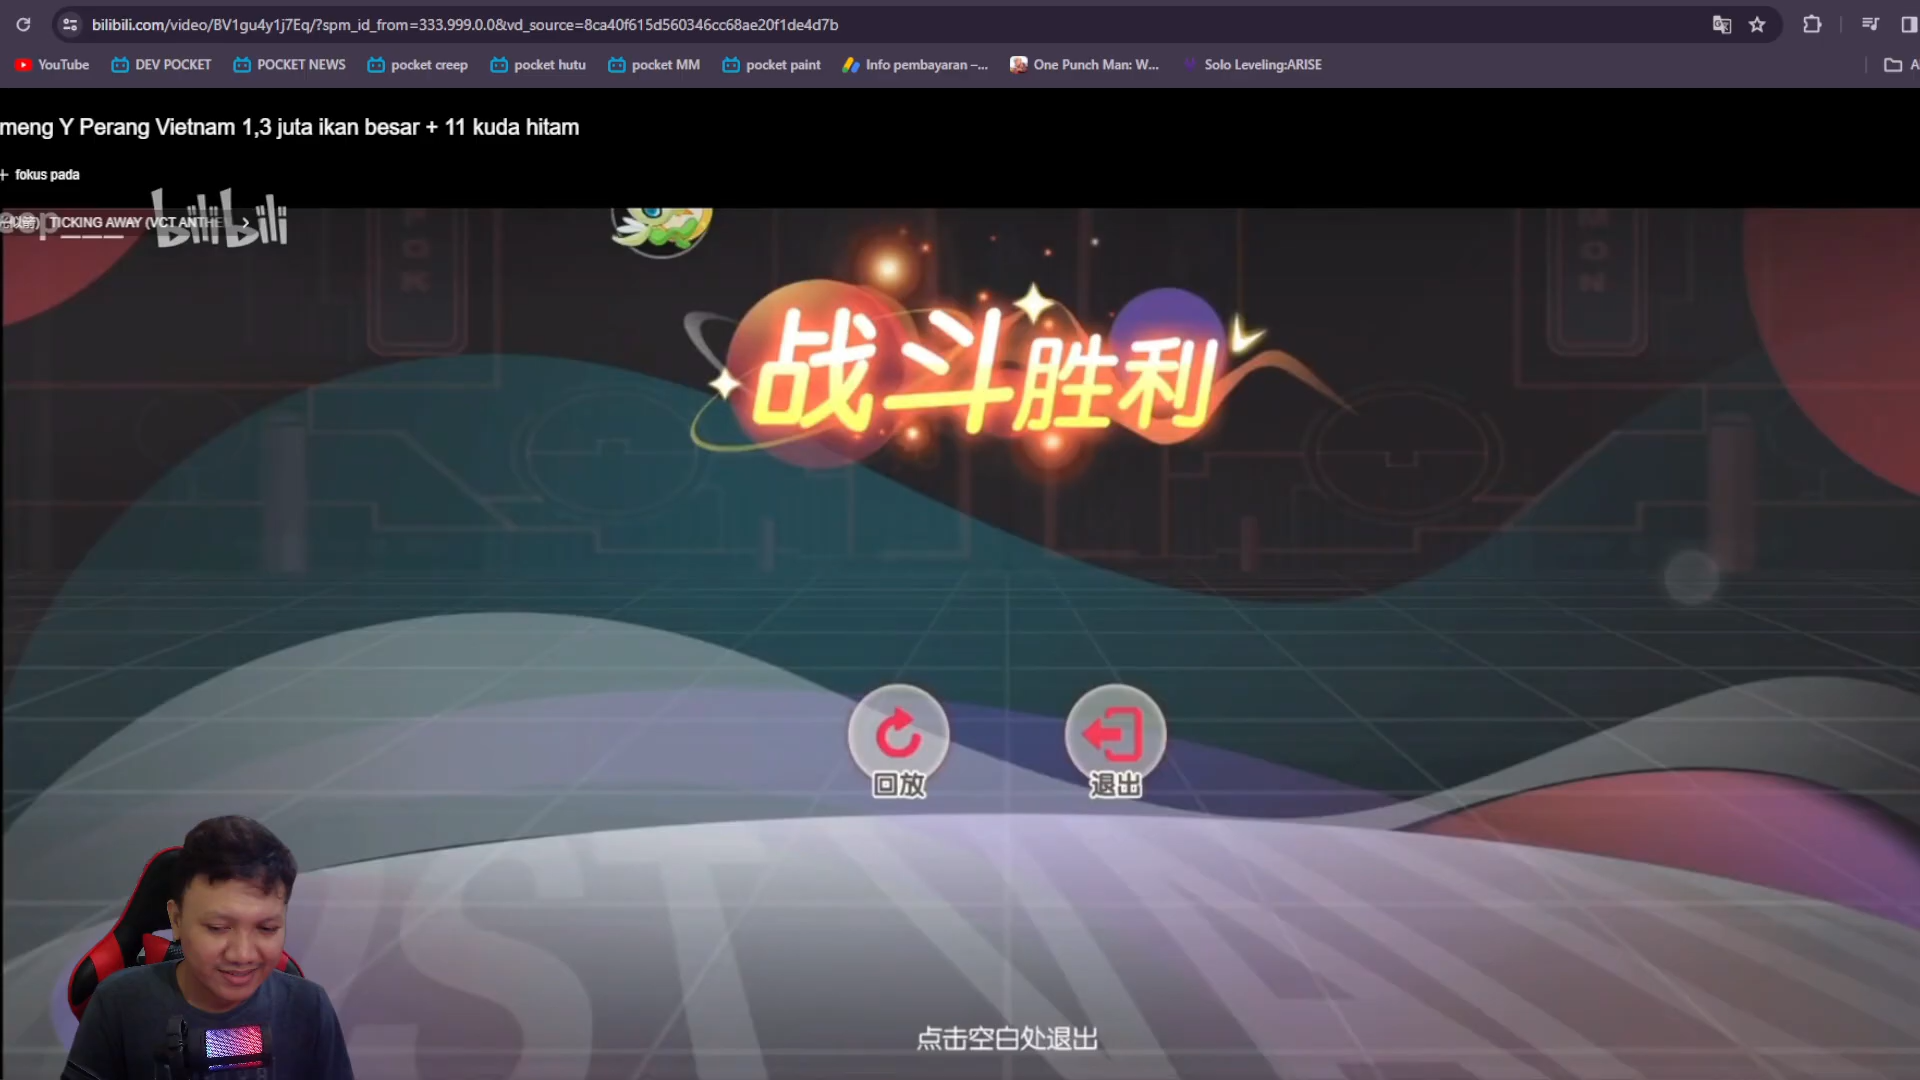 bilibili.com/video/BV1gu4y1j7Eq/?spm_id_from=333.999.0.0&vd_source=8ca40f615d560346cc68ae20f1de4d7b
YouTube DEV POCKET POCKET NEWS pocket creep pocket hutu pocket MM pocket paint Info pembayaran –... One Punch Man: W... Solo Leveling:ARISE
meng Y Perang Vietnam 1,3 juta ikan besar + 11 kuda hitam
+ fokus pada
TICKING AWAY (VCT ANTHE
bilibili
战斗胜利
回放 退出
点击空白处退出